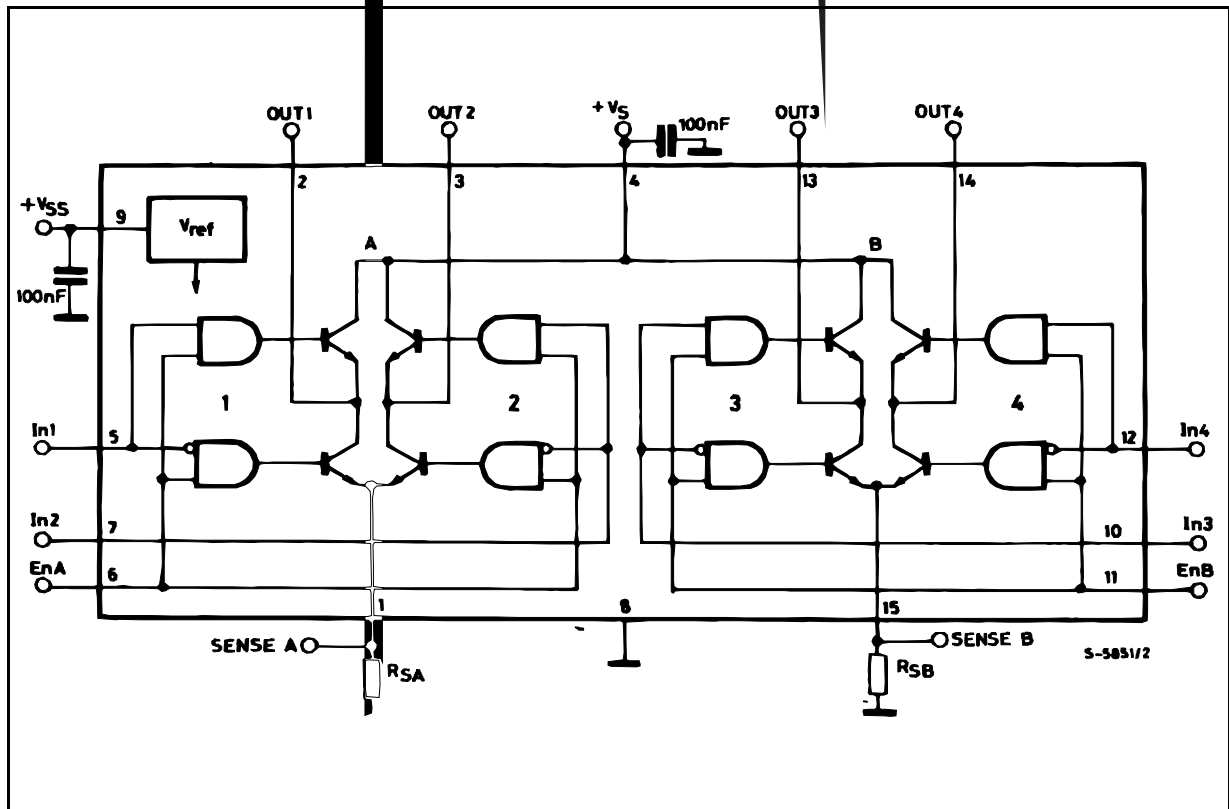 OUT1 OUT2 +VS 100nF OUT3 OUT4
2 3 4 13 14
+VSS 9 Vref
A B
100nF
1 2 3 4
In1 5 12 In4
In2 7 10 In3
EnA 6 11 EnB
1 8 15
SENSE A SENSE B
RSA RSB
S-5851/2